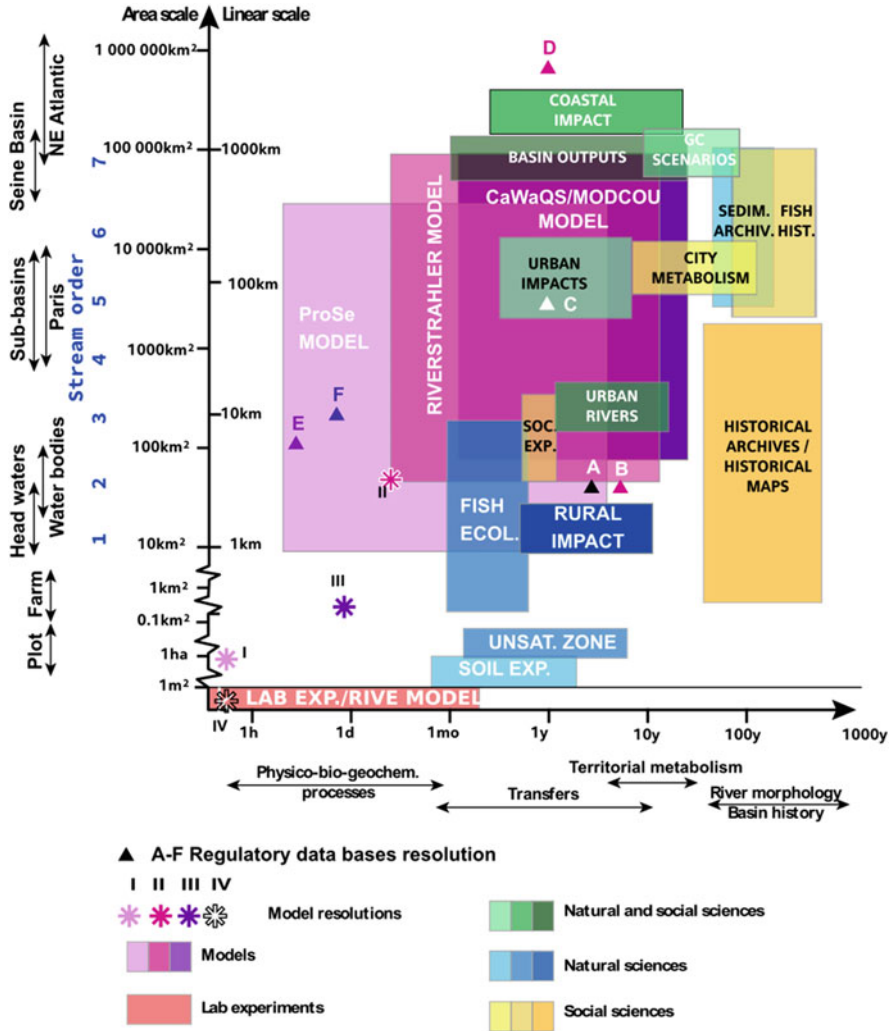 Area scale
Linear scale
1 000 000km²
D
NE Atlantic
Seine Basin
COASTAL
IMPACT
100 000km²
1000km
7
BASIN OUTPUTS
GC
SCENARIOS
RIVERSTRAHLER MODEL
CaWaQS/MODCOU
MODEL
SEDIM.
ARCHIV.
FISH
HIST.
6
10 000km²
URBAN
IMPACTS
CITY
METABOLISM
Sub-basins
Paris
Stream order
5
100km
C
ProSe
MODEL
1000km²
4
F
E
3
10km
URBAN
RIVERS
SOC.
EXP.
HISTORICAL
ARCHIVES /
HISTORICAL
MAPS
100km²
A
B
Head waters
Water bodies
2
II
FISH
ECOL.
RURAL
IMPACT
1
10km²
1km
III
Farm
1km²
0.1km²
Plot
UNSAT. ZONE
1ha
I
SOIL EXP.
1m²
LAB EXP./RIVE MODEL
IV
1h
1d
1mo
1y
10y
100y
1000y
Physico-bio-geochem.
processes
Territorial metabolism
Transfers
River morphology
Basin history
A-F Regulatory data bases resolution
I II III IV
Model resolutions
Natural and social sciences
Models
Natural sciences
Lab experiments
Social sciences